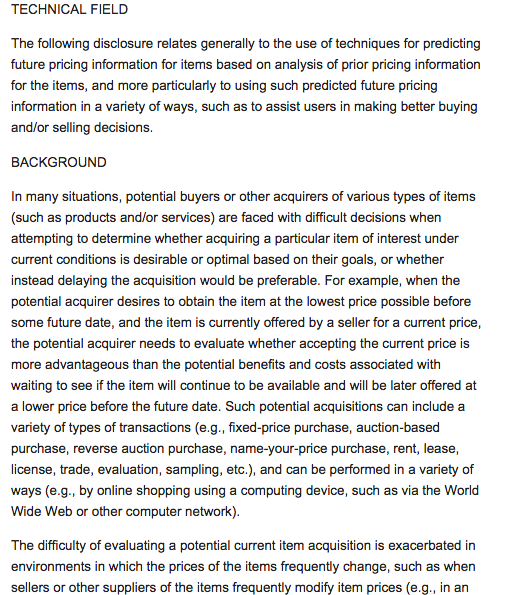 TECHNICAL FIELD
The following disclosure relates generally to the use of techniques for predicting
future pricing information for items based on analysis of prior pricing information
for the items, and more particularly to using such predicted future pricing
information in a variety of ways, such as to assist users in making better buying
and/or selling decisions.
BACKGROUND
In many situations, potential buyers or other acquirers of various types of items
(such as products and/or services) are faced with difficult decisions when
attempting to determine whether acquiring a particular item of interest under
current conditions is desirable or optimal based on their goals, or whether
instead delaying the acquisition would be preferable. For example, when the
potential acquirer desires to obtain the item at the lowest price possible before
some future date, and the item is currently offered by a seller for a current price,
the potential acquirer needs to evaluate whether accepting the current price is
more advantageous than the potential benefits and costs associated with
waiting to see if the item will continue to be available and will be later offered at
a lower price before the future date. Such potential acquisitions can include a
variety of types of transactions (e.g., fixed-price purchase, auction-based
purchase, reverse auction purchase, name-your-price purchase, rent, lease,
license, trade, evaluation, sampling, etc.), and can be performed in a variety of
ways (e.g., by online shopping using a computing device, such as via the World
Wide Web or other computer network).
The difficulty of evaluating a potential current item acquisition is exacerbated in
environments in which the prices of the items frequently change, such as when
sellers or other suppliers of the items frequently modify item prices (e.g., in an